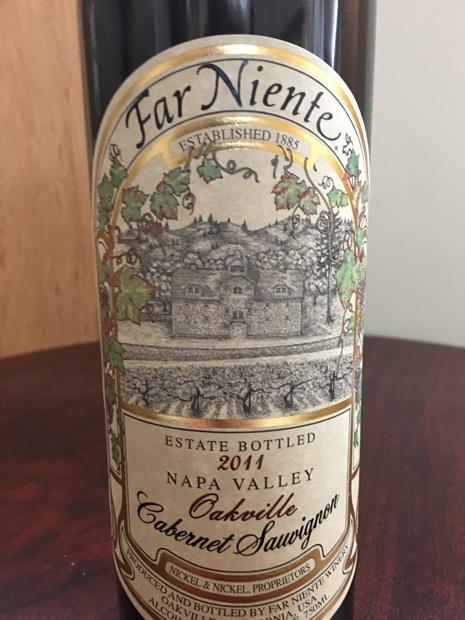 Far Niente
ESTABLISHED 1885
ESTATE BOTTLED
2011
NAPA VALLEY
Oakville
Cabernet Sauvignon
NICKEL & NICKEL, PROPRIETORS
PRODUCED AND BOTTLED BY FAR NIENTE WINERY
OAKVILLE USA
750ML